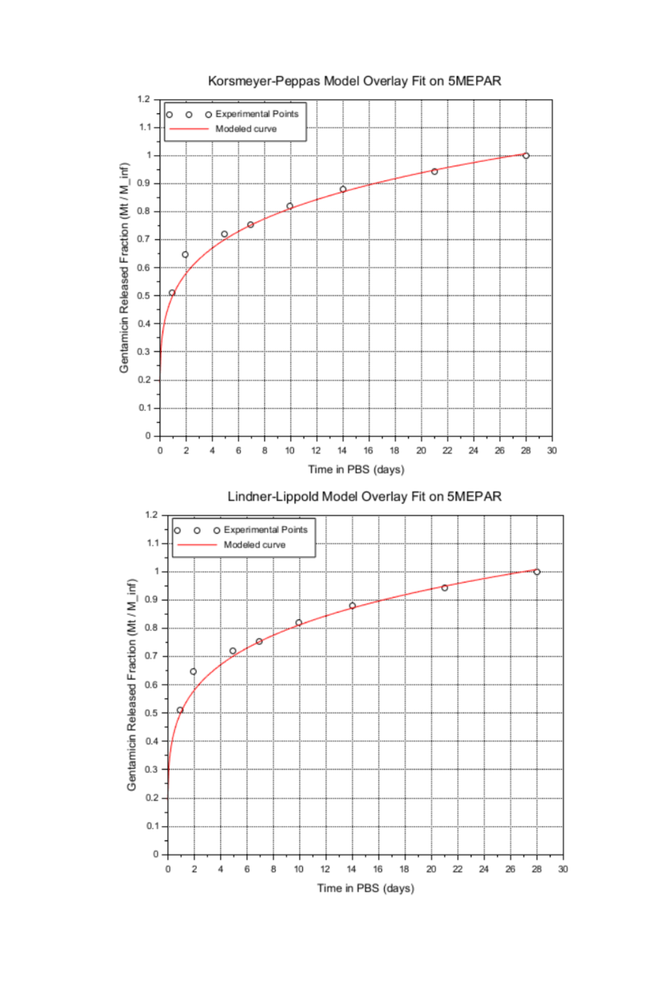 Korsmeyer-Peppas Model Overlay Fit on 5MEPAR
1.2
Experimental Points
1.1
Modeled curve
1
0.9
0.8
0.7
0.6
0.5
0.4
0.3
0.2
0.1
0
Gentamicin Released Fraction (Mt / M_inf)
0 2 4 6 8 10 12 14 16 18 20 22 24 26 28 30
Time in PBS (days)
Lindner-Lippold Model Overlay Fit on 5MEPAR
1.2
Experimental Points
1.1
Modeled curve
1
0.9
0.8
0.7
0.6
0.5
0.4
0.3
0.2
0.1
0
Gentamicin Released Fraction (Mt / M_inf)
0 2 4 6 8 10 12 14 16 18 20 22 24 26 28 30
Time in PBS (days)